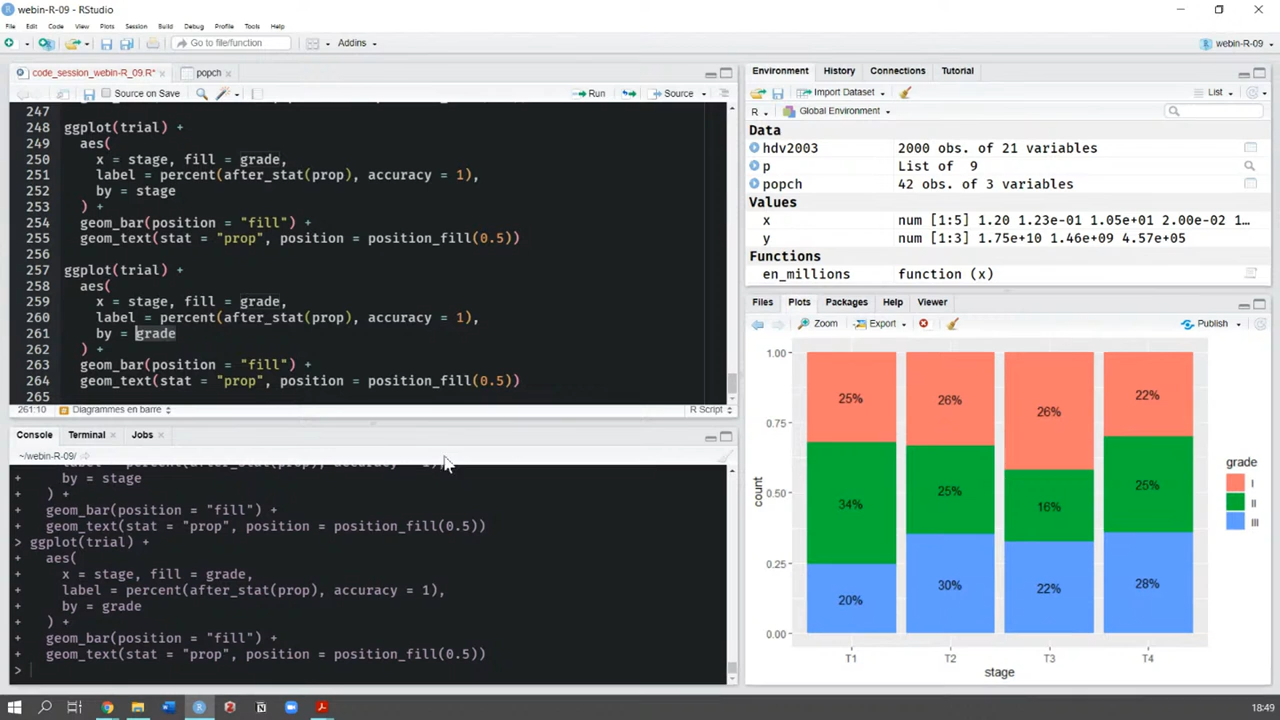 webin-R-09 - RStudio
File Edit Code View Plots Session Build Debug Profile Tools Help
Go to file/function Addins webin-R-09
code_session_webin-R_09.R* popch
Source on Save Run Source
247
248 ggplot(trial) +
249 aes(
250 x = stage, fill = grade,
251 label = percent(after_stat(prop), accuracy = 1),
252 by = stage
253 ) +
254 geom_bar(position = "fill") +
255 geom_text(stat = "prop", position = position_fill(0.5))
256
257 ggplot(trial) +
258 aes(
259 x = stage, fill = grade,
260 label = percent(after_stat(prop), accuracy = 1),
261 by = grade
262 ) +
263 geom_bar(position = "fill") +
264 geom_text(stat = "prop", position = position_fill(0.5))
265
261:10 Diagrammes en barre R Script
Console Terminal Jobs
~/webin-R-09/
+ label = percent(after_stat(prop), accuracy = 1),
+ by = stage
+ ) +
+ geom_bar(position = "fill") +
+ geom_text(stat = "prop", position = position_fill(0.5))
> ggplot(trial) +
+ aes(
+ x = stage, fill = grade,
+ label = percent(after_stat(prop), accuracy = 1),
+ by = grade
+ ) +
+ geom_bar(position = "fill") +
+ geom_text(stat = "prop", position = position_fill(0.5))
>
Environment History Connections Tutorial
Import Dataset List
R Global Environment
Data
hdv2003 2000 obs. of 21 variables
p List of 9
popch 42 obs. of 3 variables
Values
x num [1:5] 1.20 1.23e-01 1.05e+01 2.00e-02 1…
y num [1:3] 1.75e+10 1.46e+09 4.57e+05
Functions
en_millions function (x)
Files Plots Packages Help Viewer
Zoom Export Publish
1.00
0.75
0.50
0.25
0.00
count
25% 26% 26% 22%
34% 25% 16% 25%
20% 30% 22% 28%
T1 T2 T3 T4
stage
grade
I
II
III
18:49